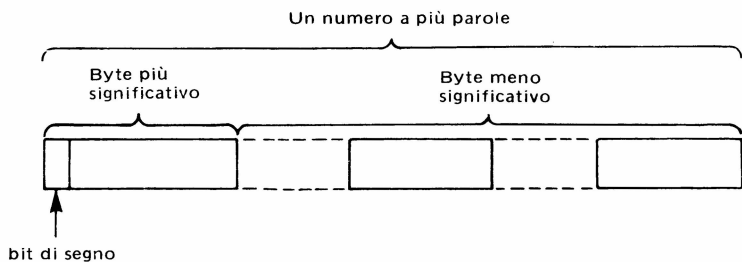 Un numero a più parole
Byte più
significativo
Byte meno
significativo
bit di segno